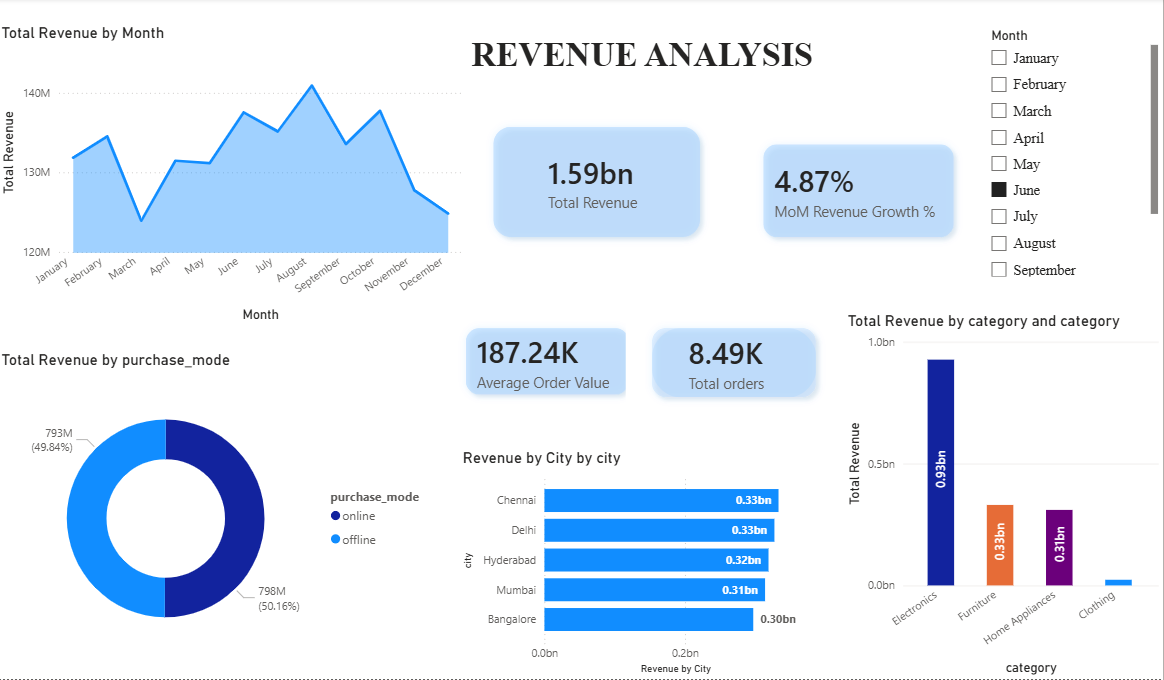 REVENUE ANALYSIS
Total Revenue by Month
Total Revenue
140M
130M
120M
January
February
March
April
May
June
July
August
September
October
November
December
Month
1.59bn
Total Revenue
4.87%
MoM Revenue Growth %
Month
January
February
March
April
May
June
July
August
September
187.24K
Average Order Value
8.49K
Total orders
Total Revenue by purchase_mode
793M
(49.84%)
798M
(50.16%)
purchase_mode
online
offline
Revenue by City by city
city
Chennai
0.33bn
Delhi
0.33bn
Hyderabad
0.32bn
Mumbai
0.31bn
Bangalore
0.30bn
0.0bn
0.2bn
Revenue by City
Total Revenue by category and category
Total Revenue
1.0bn
0.5bn
0.0bn
0.93bn
0.33bn
0.31bn
Electronics
Furniture
Home Appliances
Clothing
category